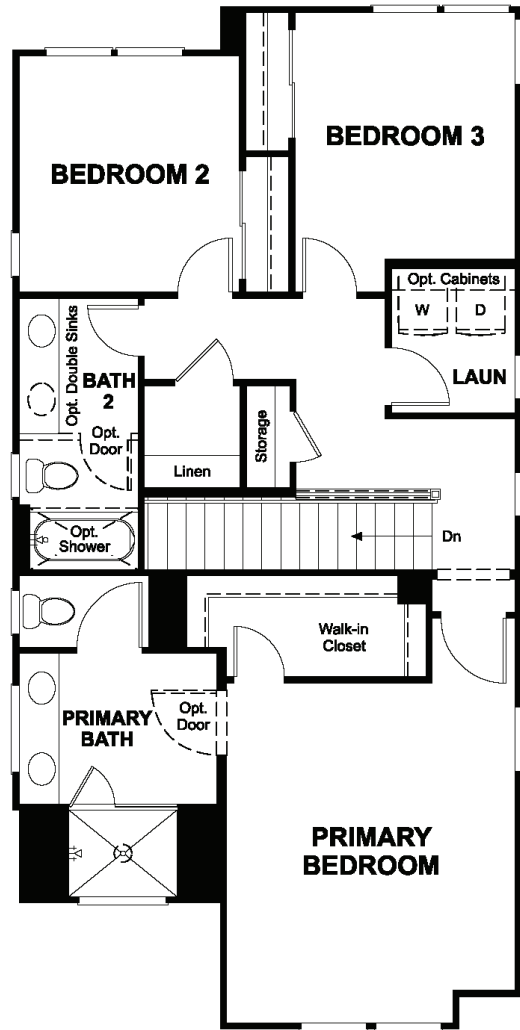 BEDROOM 3
BEDROOM 2
Opt. Cabinets
W
D
LAUN
Opt. Double Sinks
BATH
2
Opt.
Door
Linen
Storage
Opt.
Shower
Dn
Walk-in
Closet
Opt.
Door
PRIMARY
BATH
PRIMARY
BEDROOM